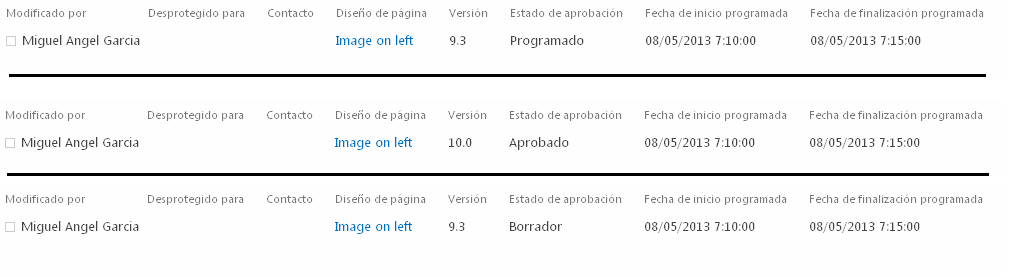 Modificado por Desprotegido para Contacto Diseño de página Versión Estado de aprobación Fecha de inicio programada Fecha de finalización programada
Miguel Angel Garcia Image on left 9.3 Programado 08/05/2013 7:10:00 08/05/2013 7:15:00
Modificado por Desprotegido para Contacto Diseño de página Versión Estado de aprobación Fecha de inicio programada Fecha de finalización programada
Miguel Angel Garcia Image on left 10.0 Aprobado 08/05/2013 7:10:00 08/05/2013 7:15:00
Modificado por Desprotegido para Contacto Diseño de página Versión Estado de aprobación Fecha de inicio programada Fecha de finalización programada
Miguel Angel Garcia Image on left 9.3 Borrador 08/05/2013 7:10:00 08/05/2013 7:15:00